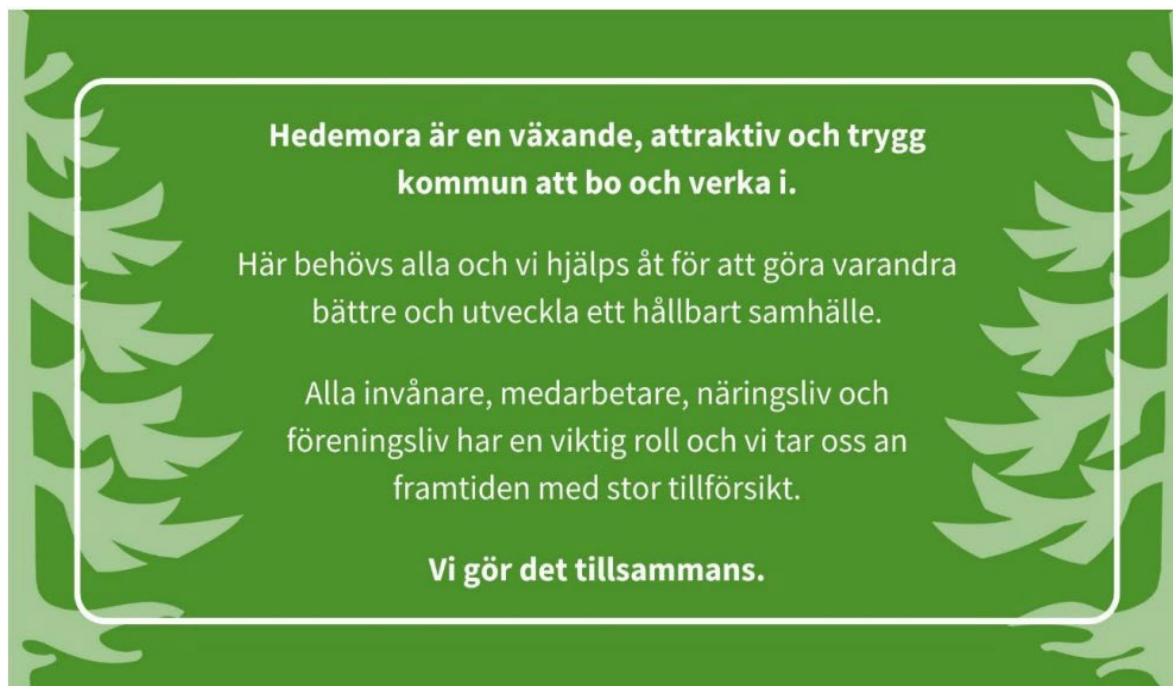 Hedemora är en växande, attraktiv och trygg
kommun att bo och verka i.
Här behövs alla och vi hjälps åt för att göra varandra
bättre och utveckla ett hållbart samhälle.
Alla invånare, medarbetare, näringsliv och
föreningsliv har en viktig roll och vi tar oss an
framtiden med stor tillförsikt.
Vi gör det tillsammans.